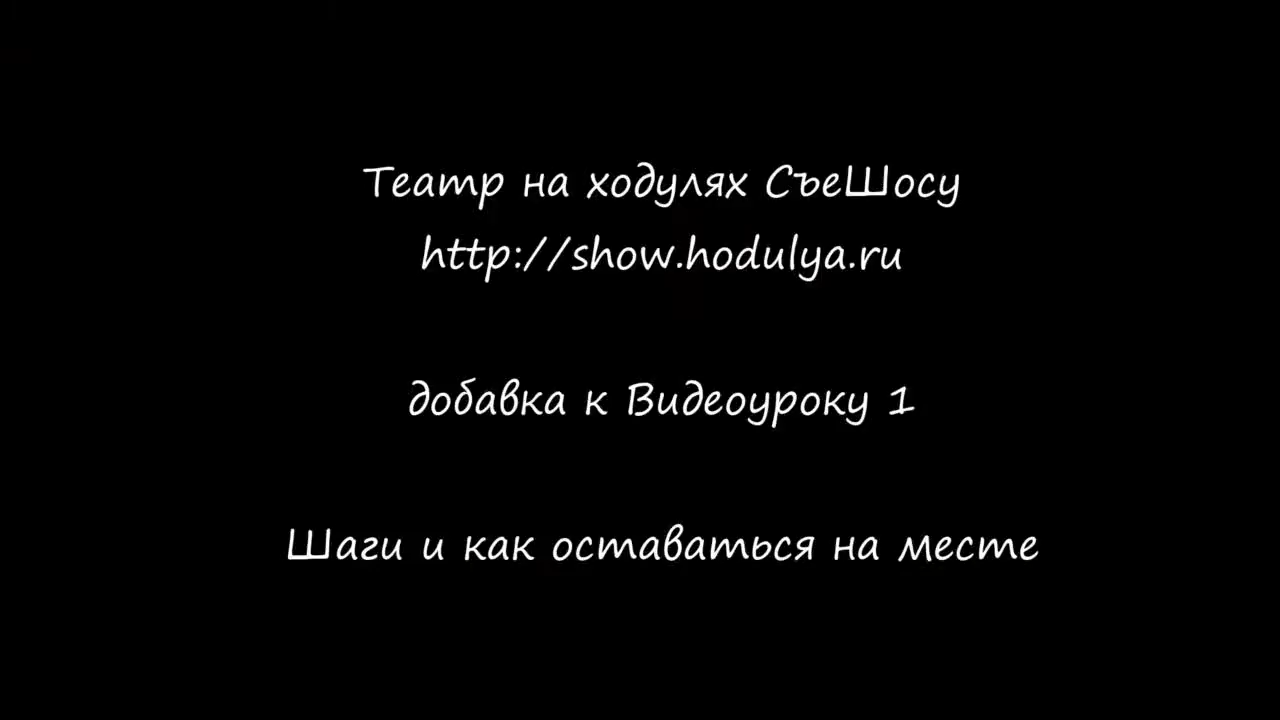 Театр на ходулях СъеШосу
http://show.hodulya.ru
добавка к Видеоуроку 1
Шаги и как оставаться на месте